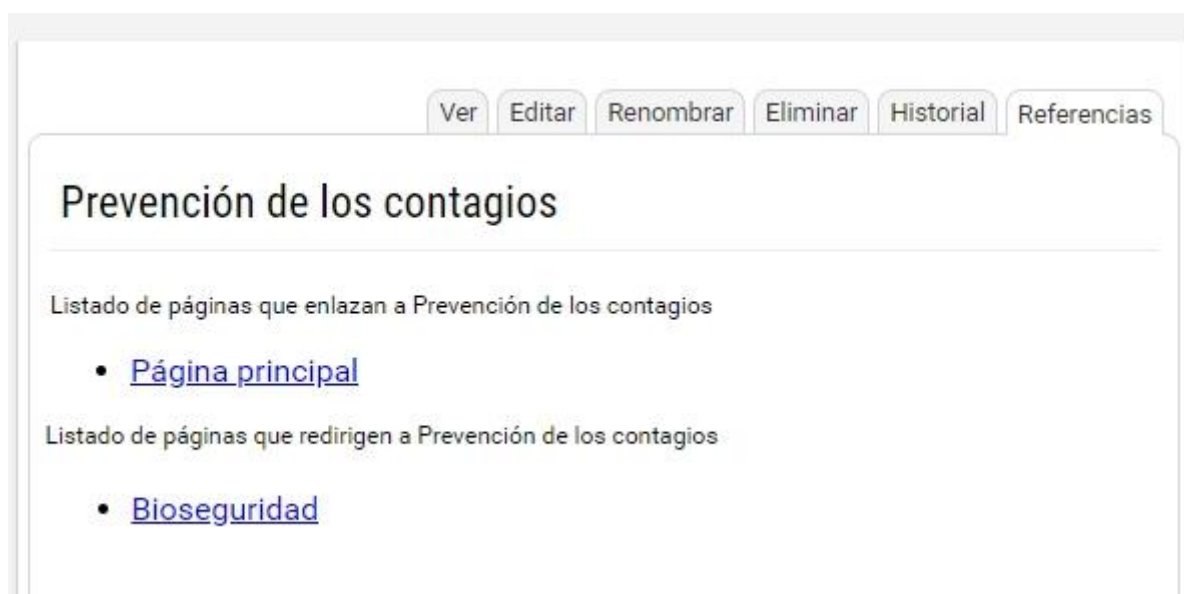 Ver Editar Renombrar Eliminar Historial Referencias
Prevención de los contagios
Listado de páginas que enlazan a Prevención de los contagios
Página principal
Listado de páginas que redirigen a Prevención de los contagios
Bioseguridad